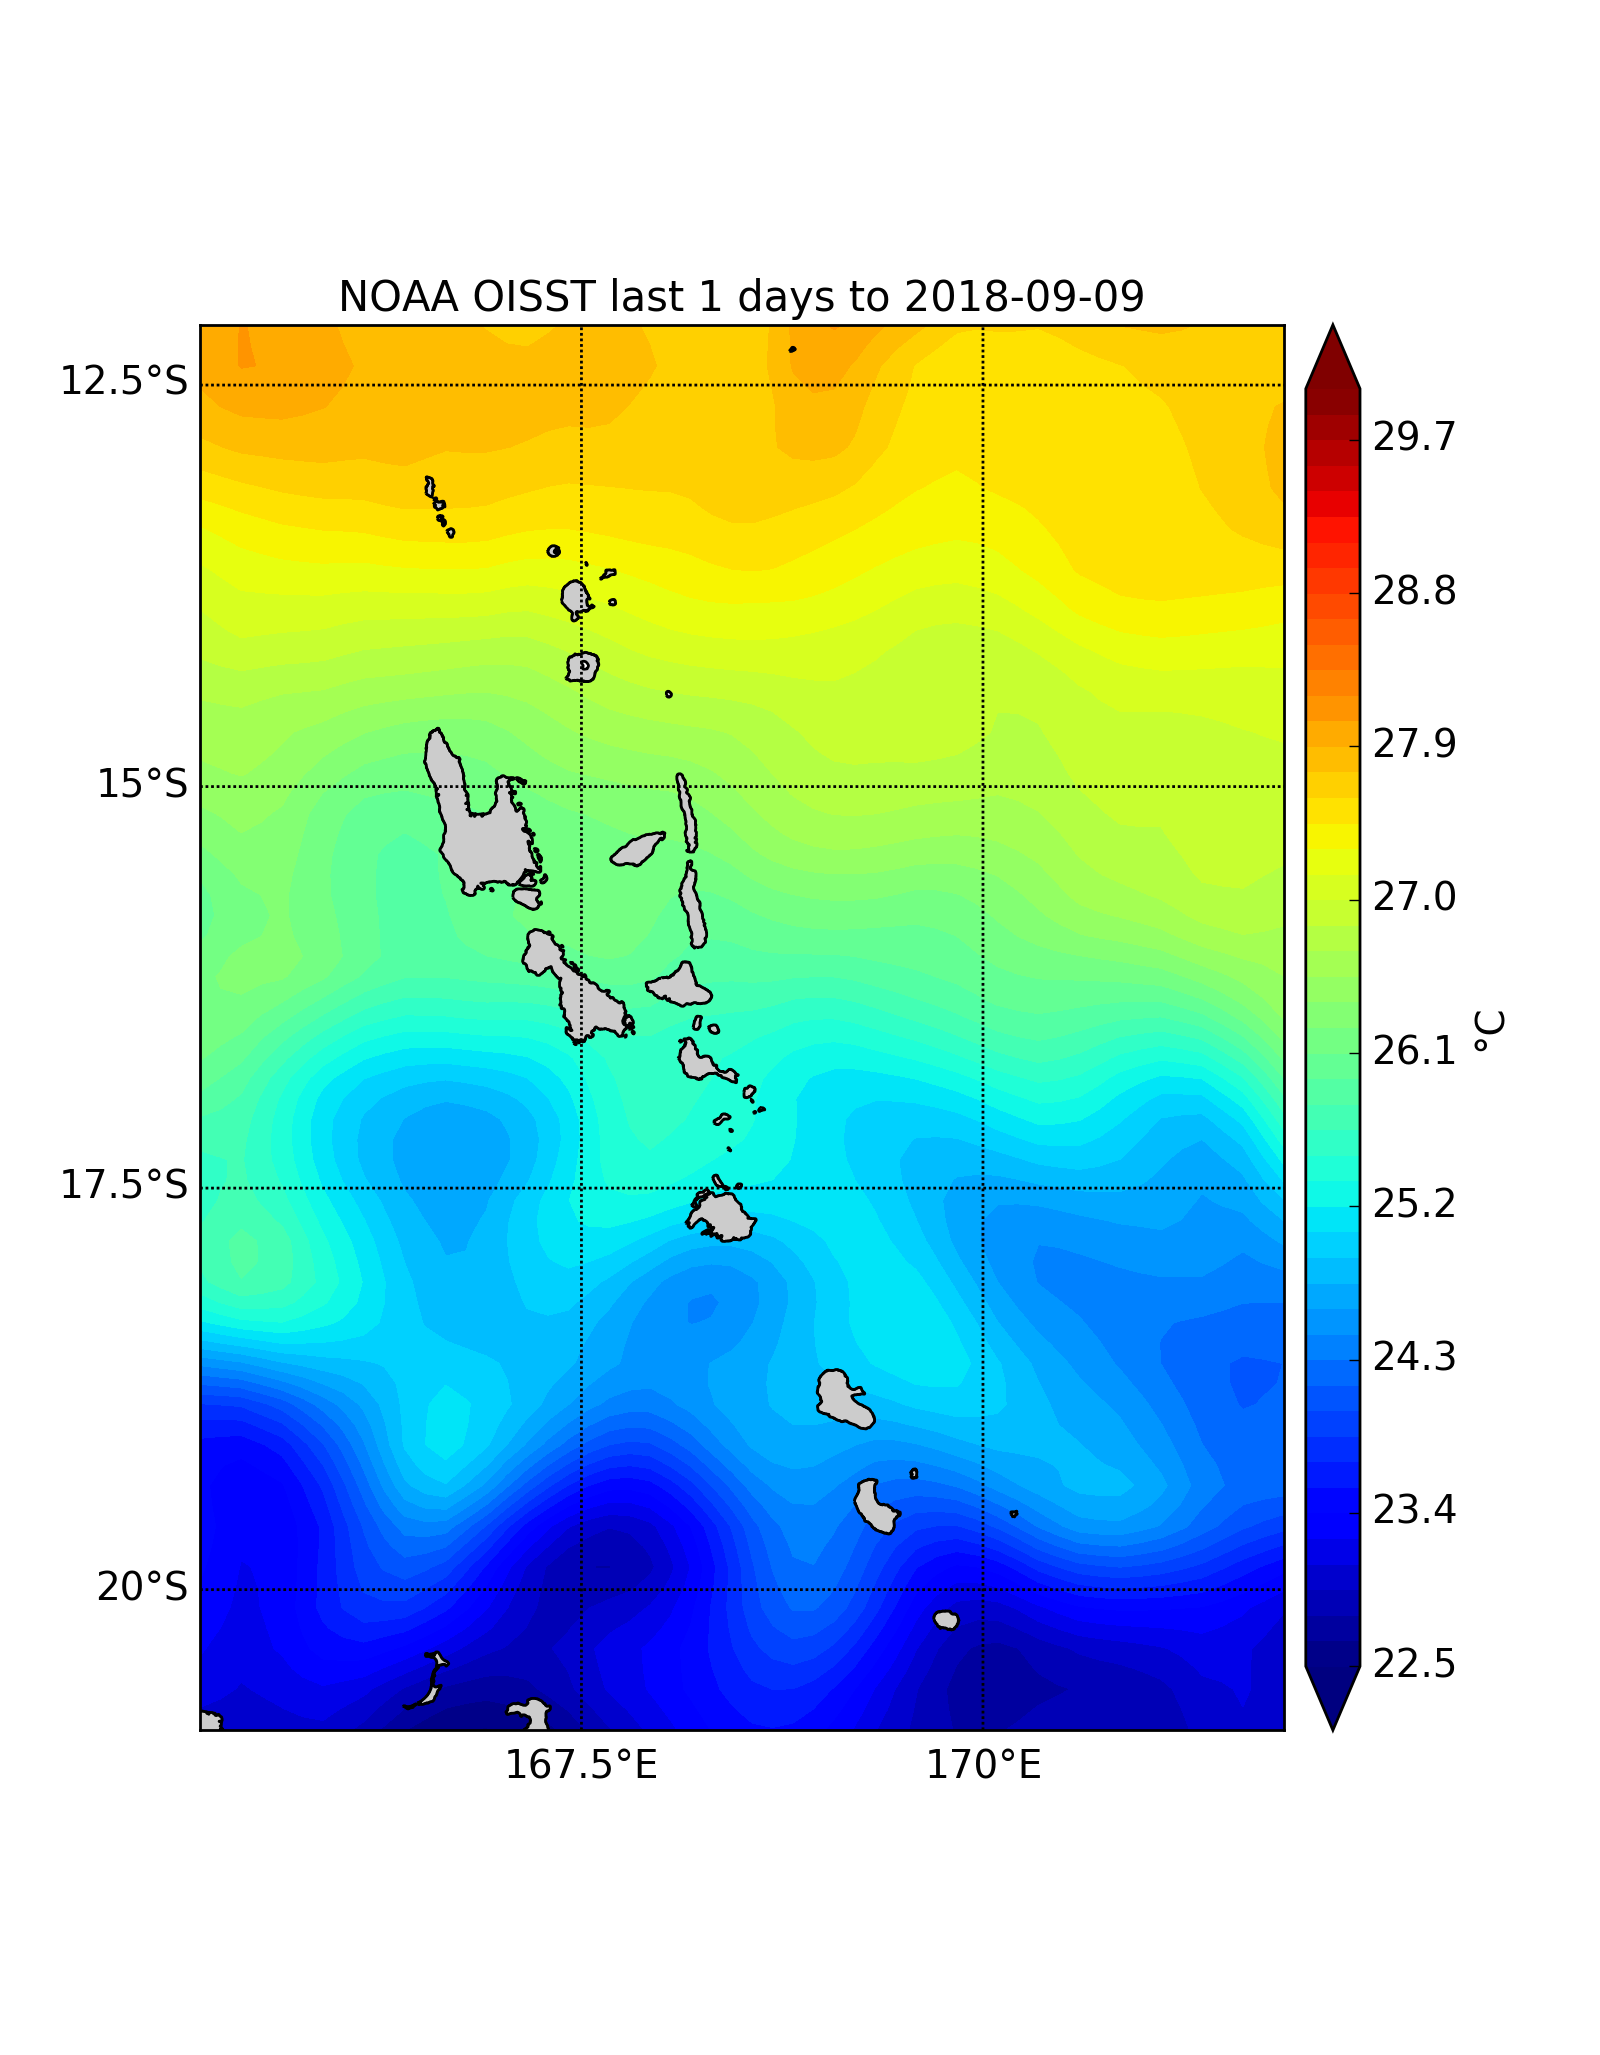 NOAA OISST last 1 days to 2018-09-09
12.5°S
15°S
17.5°S
20°S
167.5°E
170°E
29.7
28.8
27.9
27.0
26.1
25.2
24.3
23.4
22.5
°C